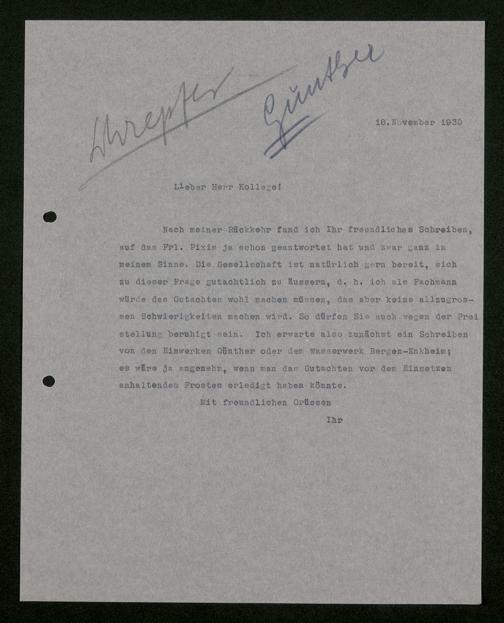 Günther
18.November 1930
Lieber Herr Kollege!
Nach meiner Rückkehr fand ich Ihr freundliches Schreiben,
auf das Frl. Pixis ja schon geantwortet hat und zwar ganz in
meinem Sinne. Die Gesellschaft ist natürlich gern bereit, sich
zu dieser Frage gutachtlich zu äussern, d. h. ich als Fachmann
würde das Gutachten wohl machen müssen, das aber keine allzugros-
sen Schwierigkeiten machen wird. So dürfen Sie auch wegen der Frei
stellung beruhigt sein. Ich erwarte also zunächst ein Schreiben
von den Eiswerken Günther oder dem Wasserwerk Bergen-Enkheim;
es wäre ja angenehm, wenn man das Gutachten vor dem Einsetzen
anhaltenden Frostes erledigt haben könnte.
Mit freundlichen Grüssen
Ihr